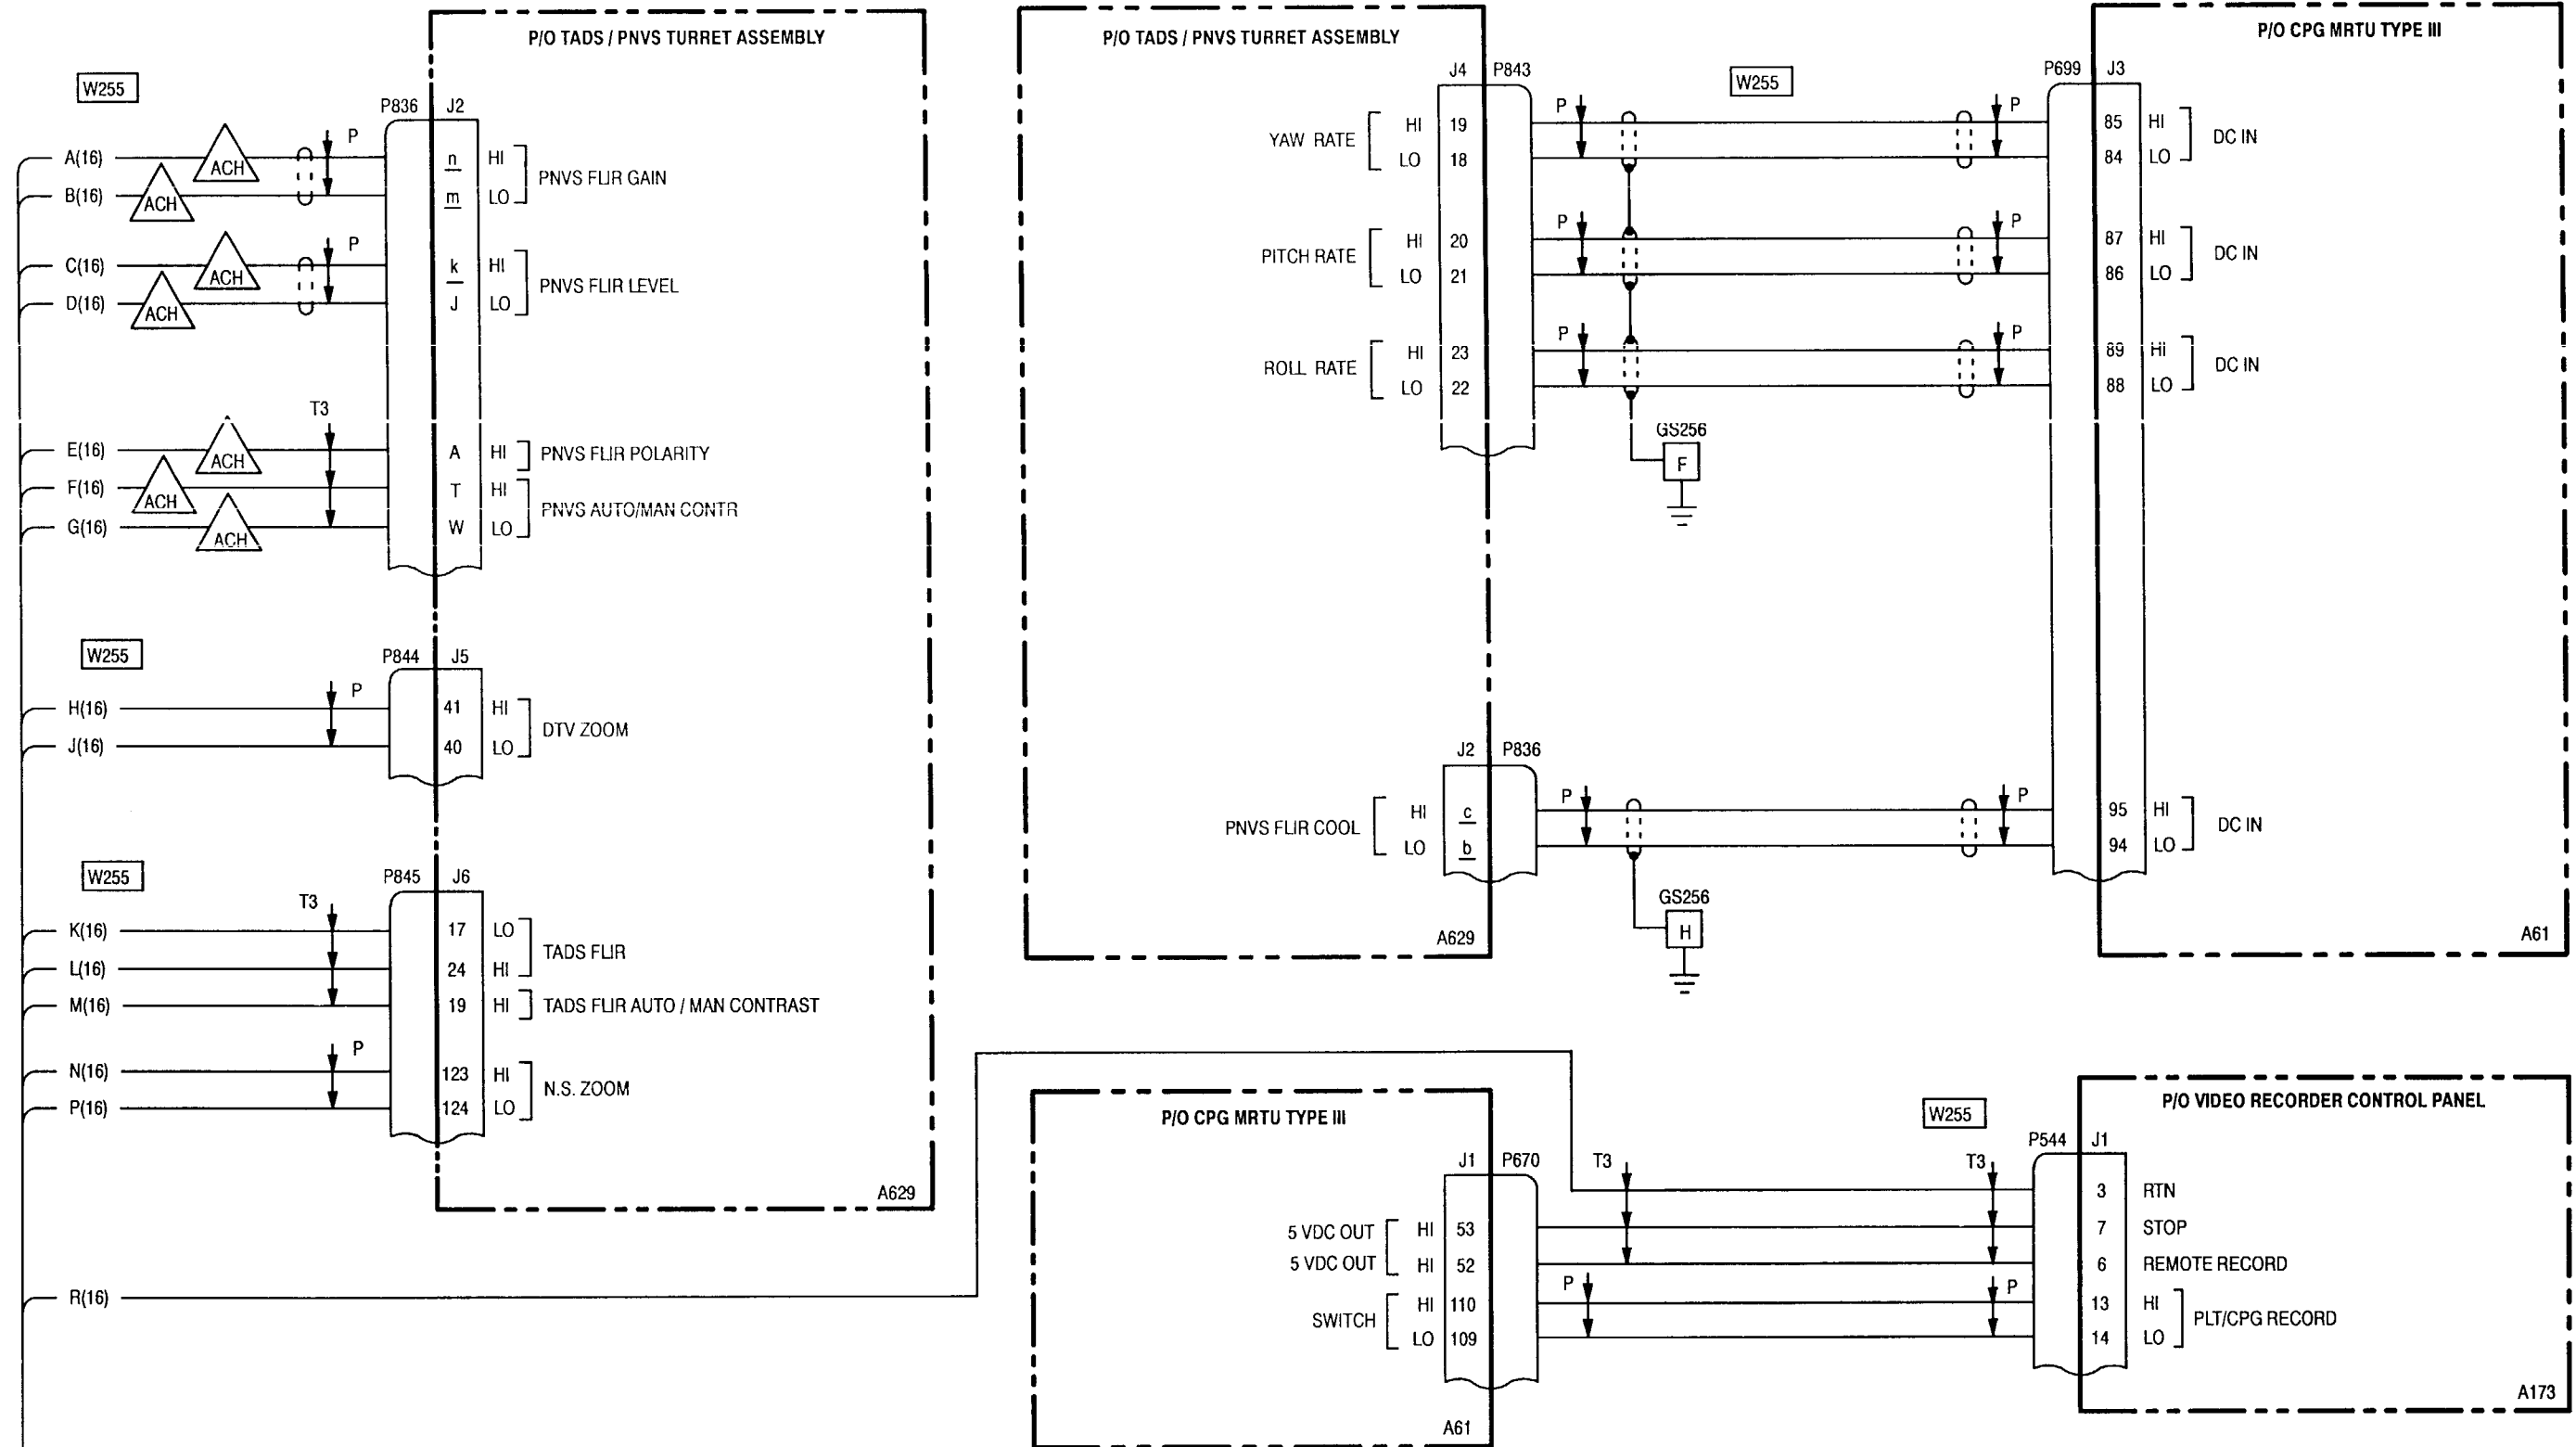 P/O TADS / PNVS TURRET ASSEMBLY
W255
P836 J2
A(16) ACH P n HI
B(16) ACH m LO
PNVS FLIR GAIN
C(16) ACH P k HI
D(16) ACH J LO
PNVS FLIR LEVEL
T3
E(16) ACH A HI PNVS FLIR POLARITY
F(16) ACH T HI
G(16) ACH W LO
PNVS AUTO/MAN CONTR
W255
P844 J5
P
H(16) 41 HI
J(16) 40 LO
DTV ZOOM
W255
P845 J6
T3
K(16) 17 LO
L(16) 24 HI
TADS FLIR
M(16) 19 HI TADS FLIR AUTO / MAN CONTRAST
P
N(16) 123 HI
P(16) 124 LO
N.S. ZOOM
A629
R(16)
P/O TADS / PNVS TURRET ASSEMBLY
P/O CPG MRTU TYPE III
J4 P843 W255 P699 J3
YAW RATE HI 19 P P 85 HI DC IN
LO 18 84 LO
PITCH RATE HI 20 P P 87 HI DC IN
LO 21 86 LO
ROLL RATE HI 23 P P 89 HI DC IN
LO 22 88 LO
GS256
F
J2 P836
PNVS FLIR COOL HI c P P 95 HI DC IN
LO b 94 LO
GS256
H
A629
A61
P/O CPG MRTU TYPE III
W255
P/O VIDEO RECORDER CONTROL PANEL
J1 P670 T3 T3 P544 J1
3 RTN
5 VDC OUT HI 53 7 STOP
5 VDC OUT HI 52 6 REMOTE RECORD
SWITCH HI 110 P P 13 HI PLT/CPG RECORD
LO 109 14 LO
A61
A173